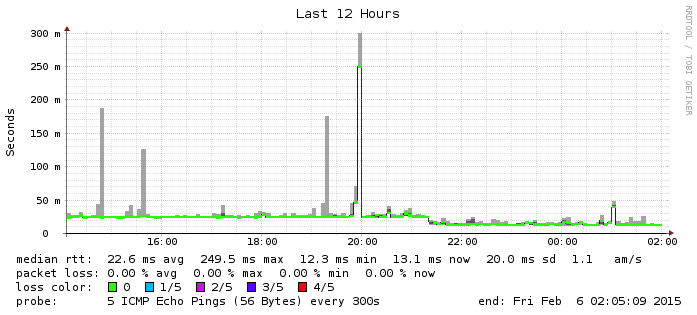 Last 12 Hours
RRDTOOL / TOBI OETIKER
Seconds
300 m
250 m
200 m
150 m
100 m
50 m
0
16:00 18:00 20:00 22:00 00:00 02:00
median rtt: 22.6 ms avg 249.5 ms max 12.3 ms min 13.1 ms now 20.0 ms sd 1.1 am/s
packet loss: 0.00 % avg 0.00 % max 0.00 % min 0.00 % now
loss color: 0 1/5 2/5 3/5 4/5
probe: 5 ICMP Echo Pings (56 Bytes) every 300s end: Fri Feb 6 02:05:09 2015